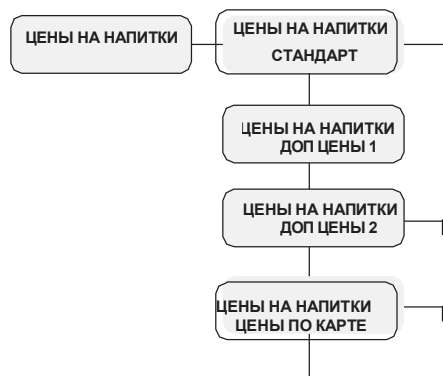 ЦЕНЫ НА НАПИТКИ
ЦЕНЫ НА НАПИТКИ
СТАНДАРТ
ЦЕНЫ НА НАПИТКИ
ДОП ЦЕНЫ 1
ЦЕНЫ НА НАПИТКИ
ДОП ЦЕНЫ 2
ЦЕНЫ НА НАПИТКИ
ЦЕНЫ ПО КАРТЕ